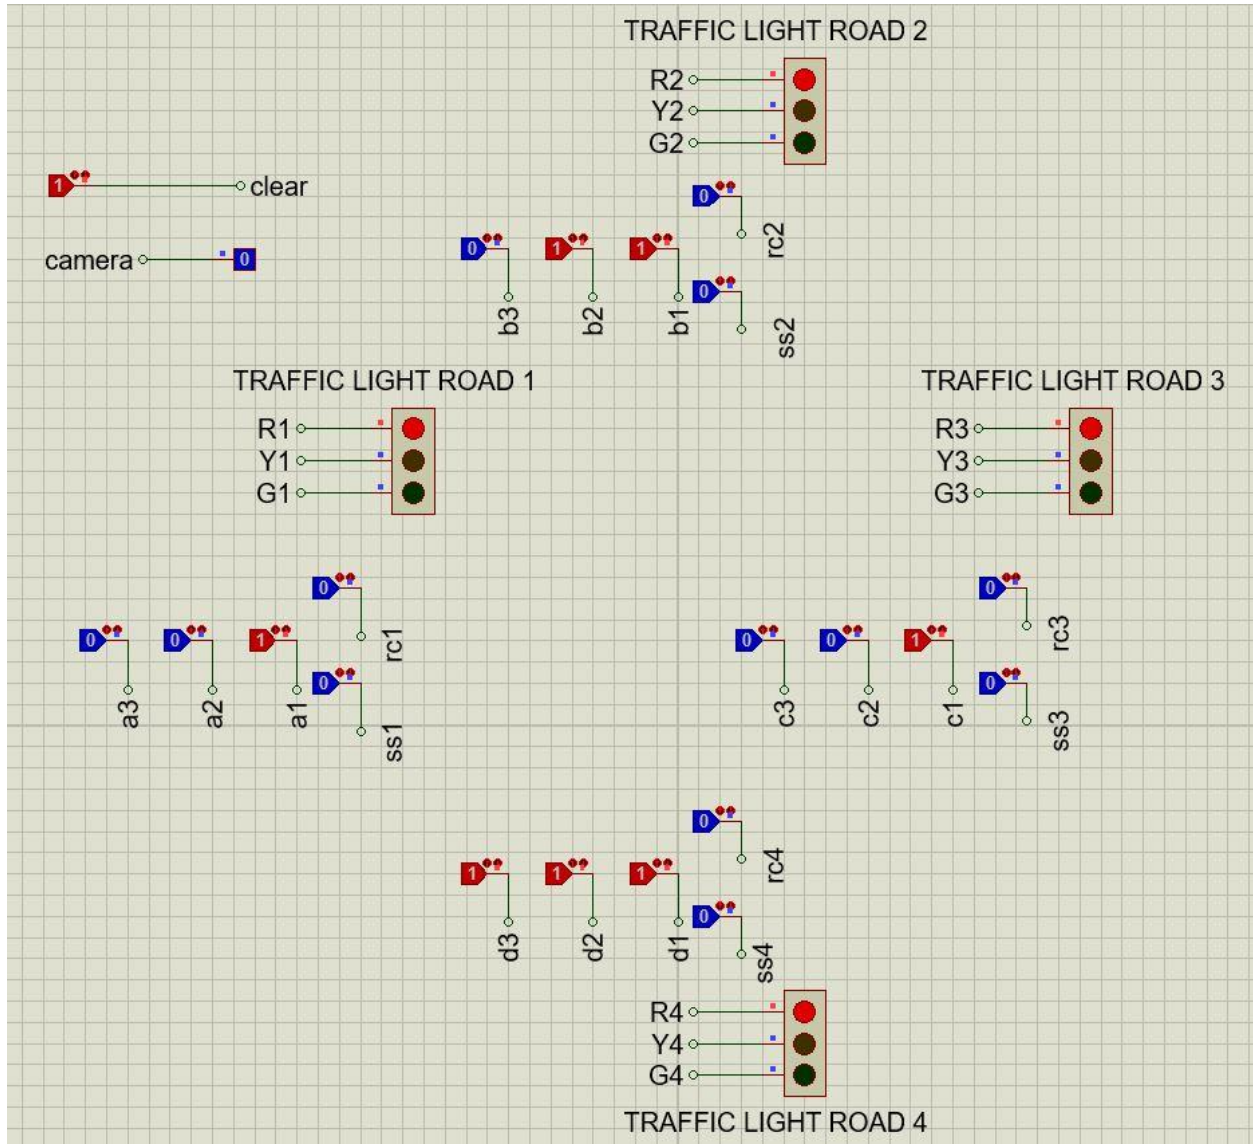 TRAFFIC LIGHT ROAD 2
R2
Y2
G2
1 clear
0
rc2
camera 0
0 1 1
b3 b2 b1
0
ss2
TRAFFIC LIGHT ROAD 1
R1
Y1
G1
TRAFFIC LIGHT ROAD 3
R3
Y3
G3
0
rc1
0 0 1
a3 a2 a1
0
ss1
0
rc3
0 0 1
c3 c2 c1
0
ss3
0
rc4
1 1 1
d3 d2 d1
0
ss4
R4
Y4
G4
TRAFFIC LIGHT ROAD 4